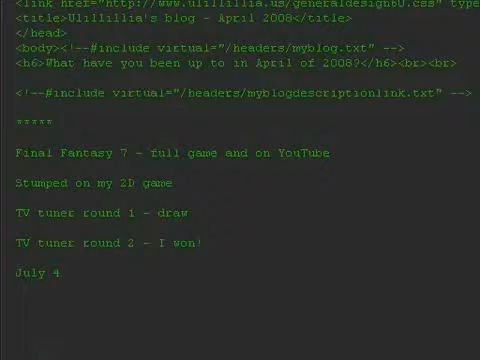 <link href="http://www.ulillillia.us/generaldesign60.css" type
<title>Ulillillia's blog - April 2008</title>
</head>
<body><!--#include virtual="/headers/myblog.txt" -->
<h6>What have you been up to in April of 2008?</h6><br><br>
<!--#include virtual="/headers/myblogdescriptionlink.txt" -->
*****
Final Fantasy 7 - full game and on YouTube
Stumped on my 2D game
TV tuner round 1 - draw
TV tuner round 2 - I won!
July 4